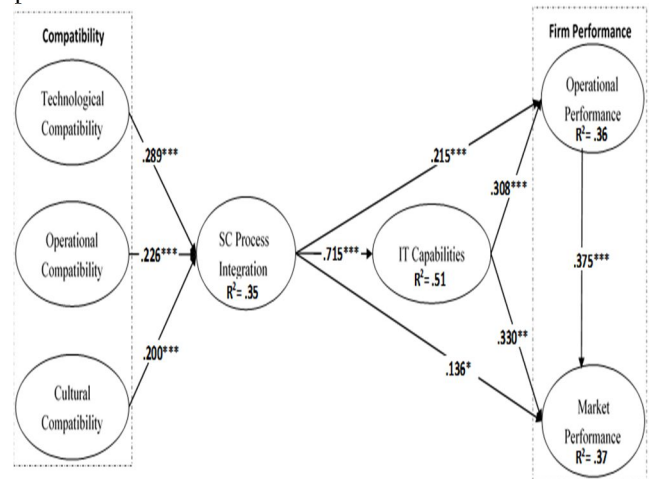 Compatibility
Technological
Compatibility
.289***
Operational
Compatibility
.226***
Cultural
Compatibility
.200***
SC Process
Integration
R²= .35
.715***
IT Capabilities
R²= .51
.215***
.308***
.136*
.330**
Firm Performance
Operational
Performance
R²= .36
.375***
Market
Performance
R²= .37